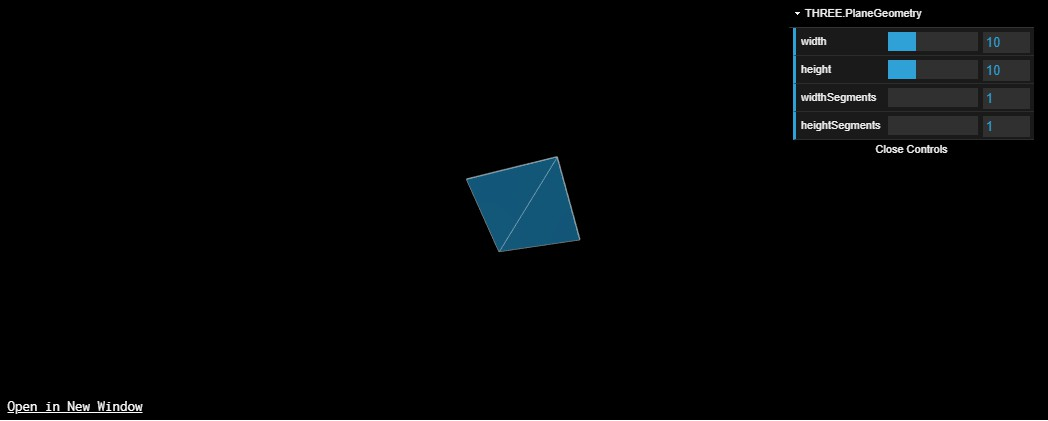 THREE.PlaneGeometry
width 10
height 10
widthSegments 1
heightSegments 1
Close Controls
Open in New Window